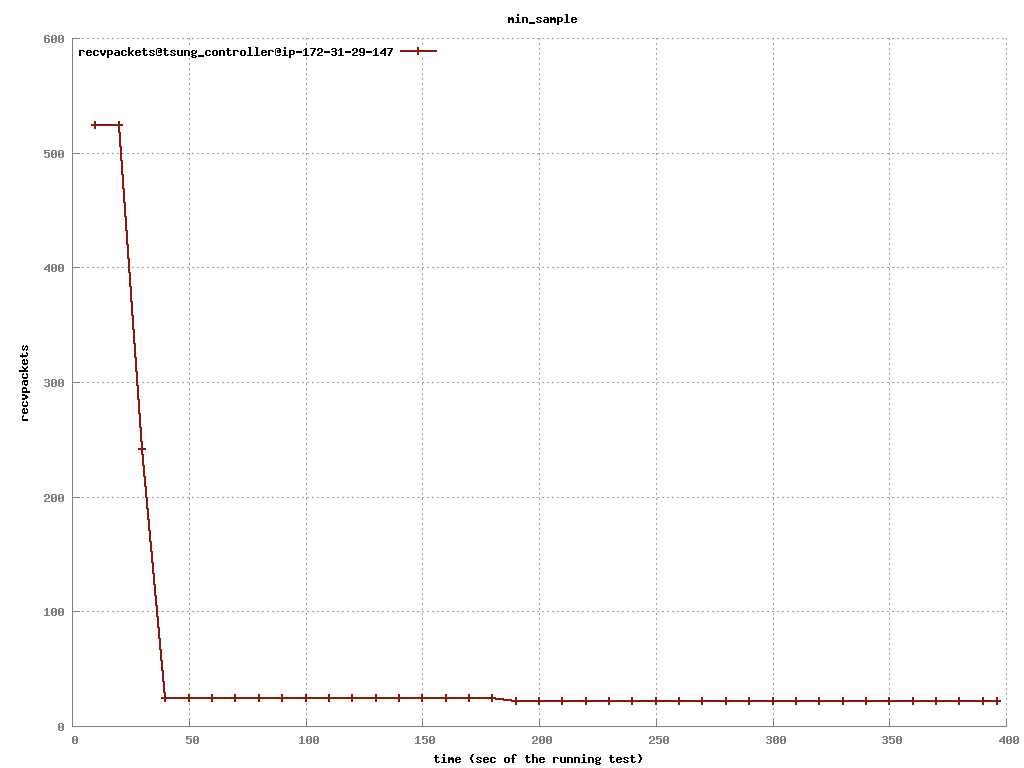 min_sample
recvpackets@tsung_controller@ip-172-31-29-147
600
500
400
300
200
100
0
recvpackets
0 50 100 150 200 250 300 350 400
time (sec of the running test)